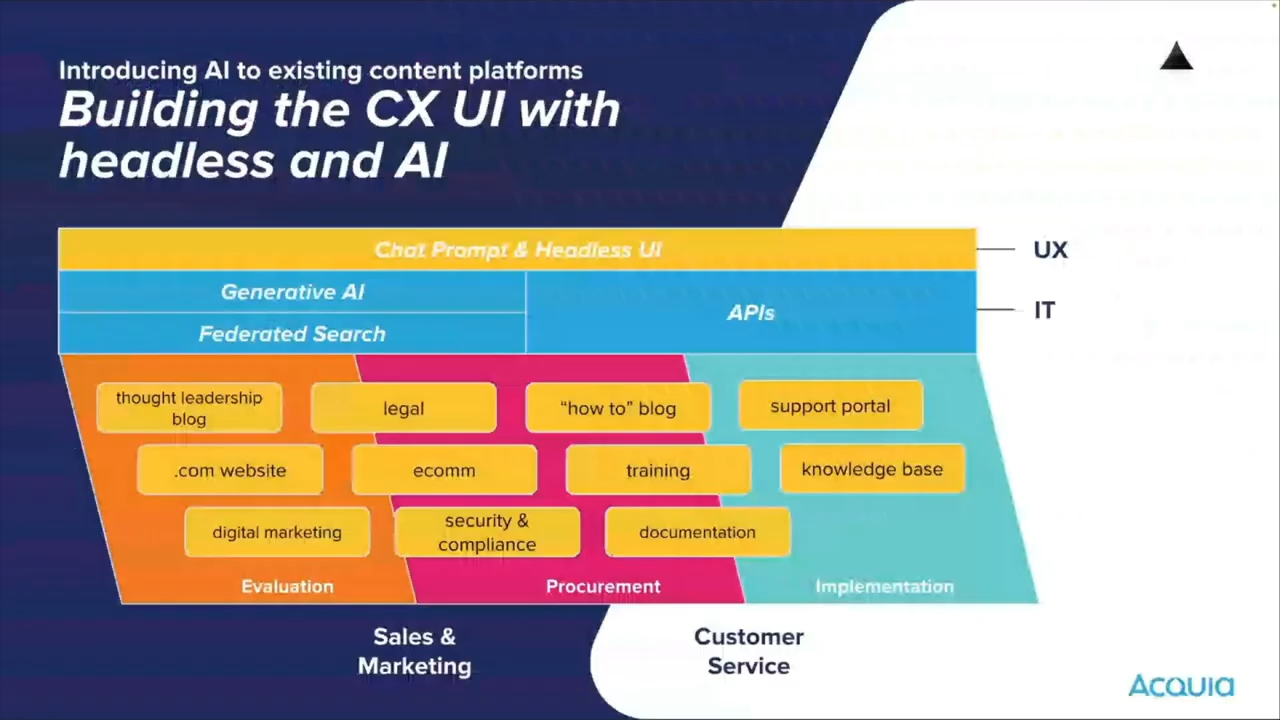 Introducing AI to existing content platforms
Building the CX UI with
headless and AI
Chat Prompt & Headless UI
UX
Generative AI
Federated Search
APIs
IT
thought leadership
blog
legal
“how to” blog
support portal
.com website
ecomm
training
knowledge base
digital marketing
security &
compliance
documentation
Evaluation
Procurement
Implementation
Sales &
Marketing
Customer
Service
Acquia